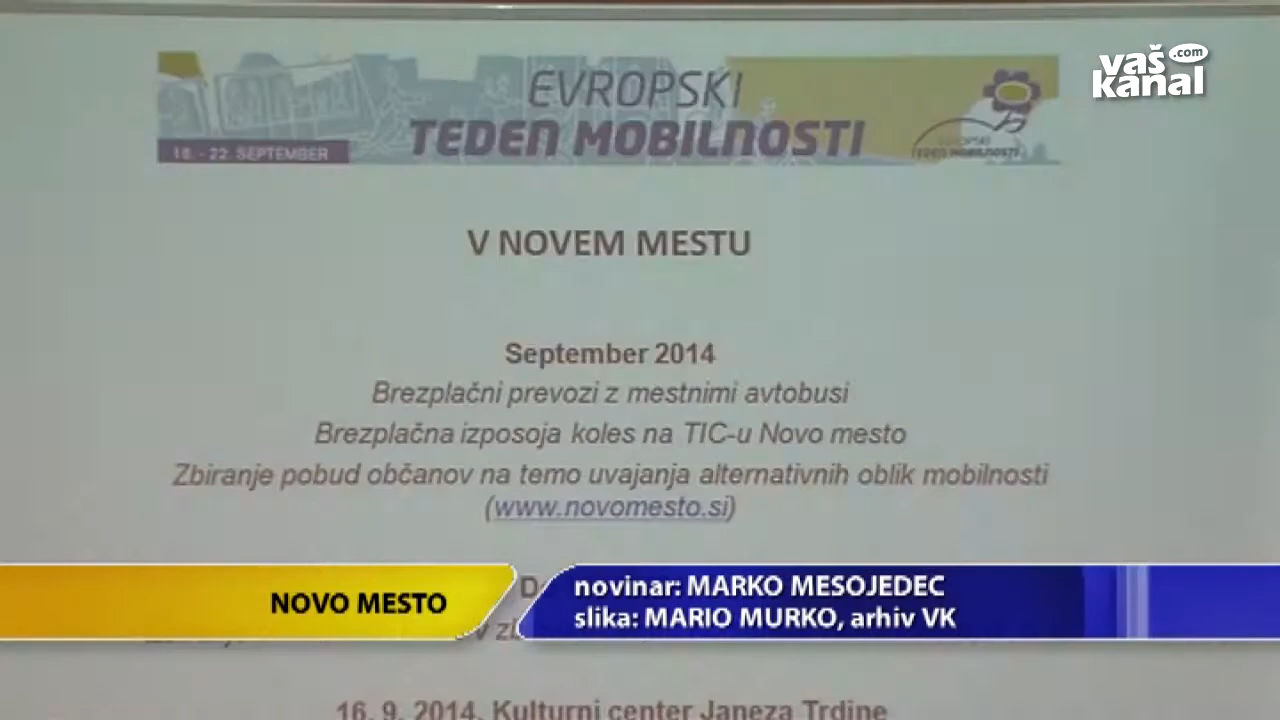 vaš
.com
kanal
EVROPSKI
TEDEN MOBILNOSTI
16. - 22. SEPTEMBER
EVROPSKI
TEDEN MOBILNOSTI
V NOVEM MESTU
September 2014
Brezplačni prevozi z mestnimi avtobusi
Brezplačna izposoja koles na TIC-u Novo mesto
Zbiranje pobud občanov na temo uvajanja alternativnih oblik mobilnosti
(www.novomesto.si)
NOVO MESTO
novinar: MARKO MESOJEDEC
slika: MARIO MURKO, arhiv VK
16. 9. 2014, Kulturni center Janeza Trdine